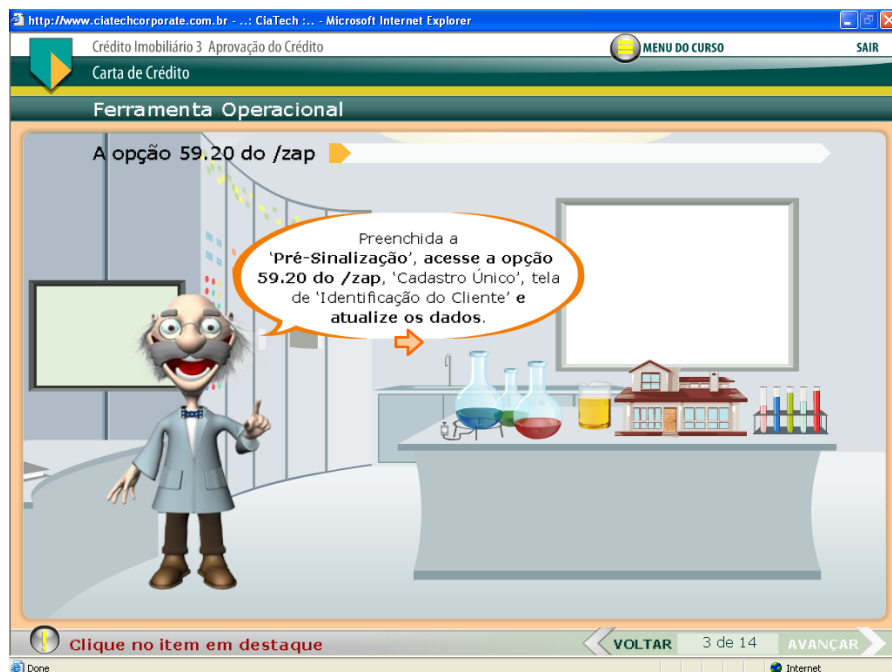 http://www.ciatechcorporate.com.br - ..: CiaTech :.. - Microsoft Internet Explorer
Crédito Imobiliário 3 Aprovação do Crédito
MENU DO CURSO
SAIR
Carta de Crédito
Ferramenta Operacional
A opção 59.20 do /zap
Preenchida a
‘Pré-Sinalização’, acesse a opção
59.20 do /zap, ‘Cadastro Único’, tela
de ‘Identificação do Cliente’ e
atualize os dados.
Clique no item em destaque
VOLTAR
3 de 14
AVANÇAR
Done
Internet